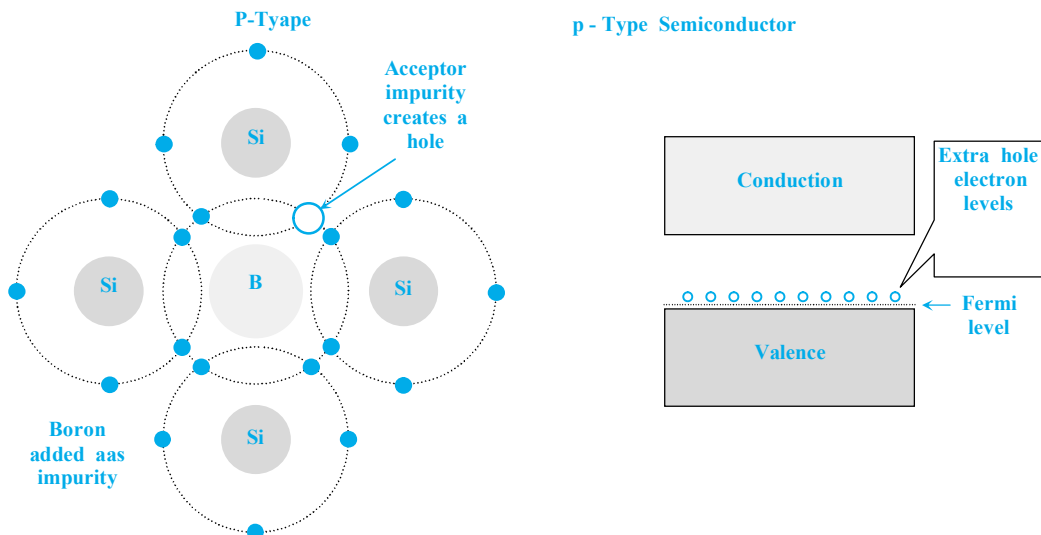 P-Tyape
Acceptor
impurity
creates a
hole
Si
Si
B
Si
Si
Boron
added aas
impurity
p - Type Semiconductor
Conduction
Extra hole
electron
levels
Fermi
level
Valence